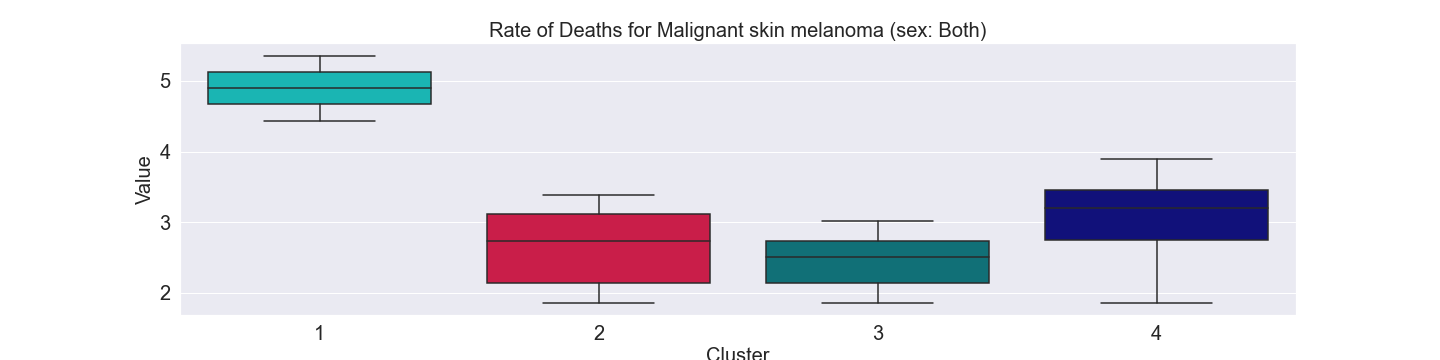 Rate of Deaths for Malignant skin melanoma (sex: Both)
5
4
3
2
Value
1 2 3 4
Cluster